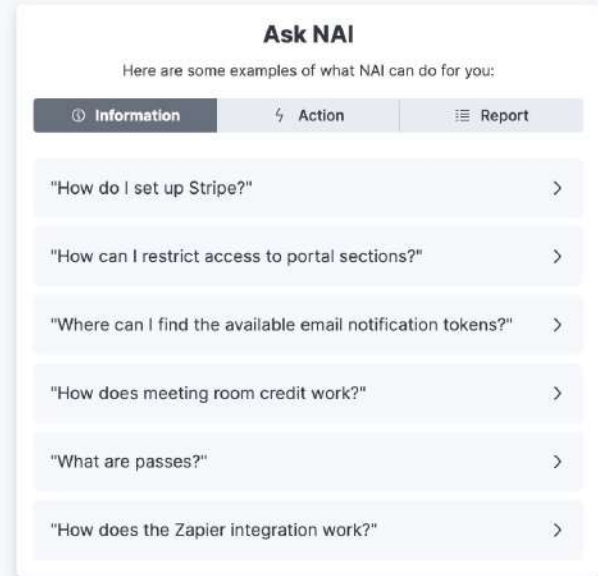 Ask NAI
Here are some examples of what NAI can do for you:
Information
Action
Report
"How do I set up Stripe?"
"How can I restrict access to portal sections?"
"Where can I find the available email notification tokens?"
"How does meeting room credit work?"
"What are passes?"
"How does the Zapier integration work?"